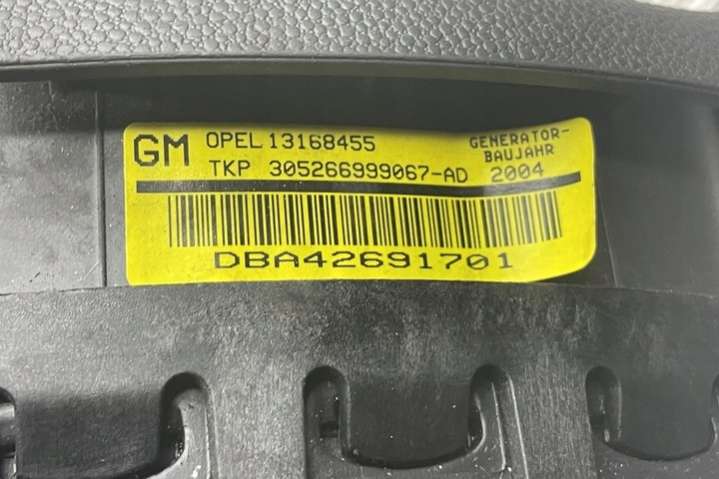 GM OPEL 13168455 GENERATOR-
BAUJAHR
TKP 305266999067-AD 2004
DBA42691701